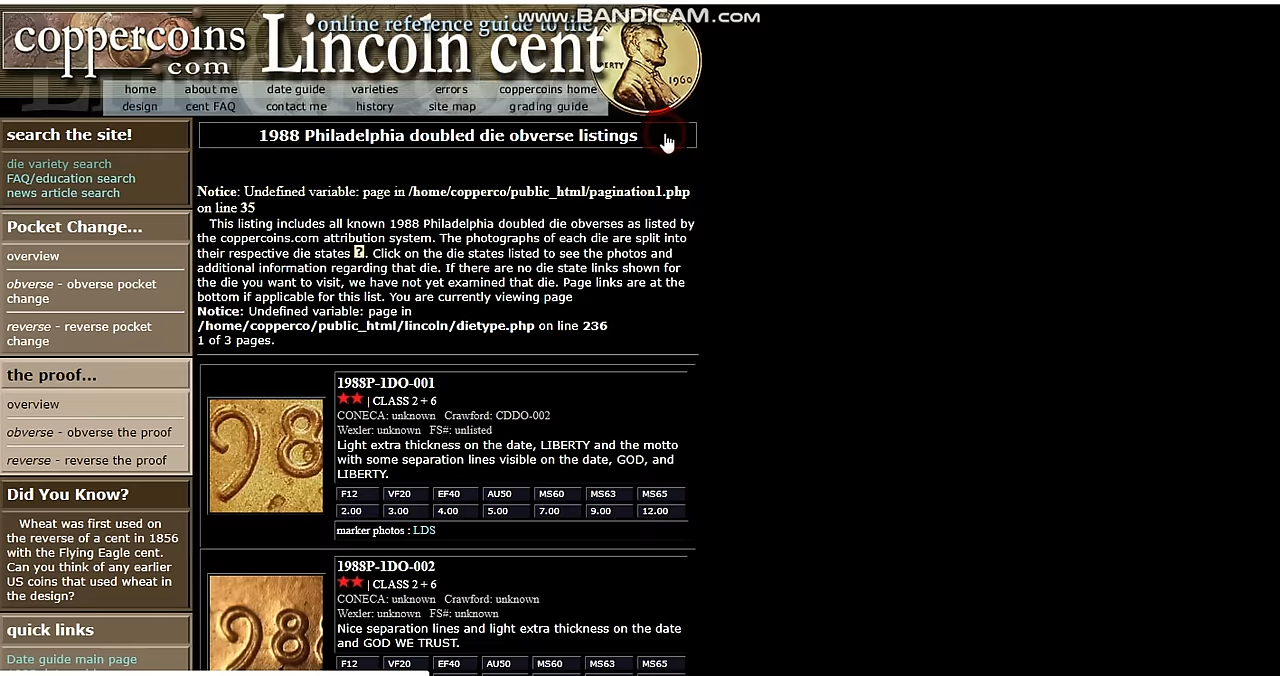 www.BANDICAM.com
coppercoins
.com
online reference guide to the
Lincoln cent
home about me date guide varieties errors coppercoins home
design cent FAQ contact me history site map grading guide
search the site!
die variety search
FAQ/education search
news article search
Pocket Change...
overview
obverse - obverse pocket
change
reverse - reverse pocket
change
the proof...
overview
obverse - obverse the proof
reverse - reverse the proof
Did You Know?
Wheat was first used on
the reverse of a cent in 1856
with the Flying Eagle cent.
Can you think of any earlier
US coins that used wheat in
the design?
quick links
Date guide main page
1988 Philadelphia doubled die obverse listings
Notice: Undefined variable: page in /home/copperco/public_html/pagination1.php
on line 35
This listing includes all known 1988 Philadelphia doubled die obverses as listed by
the coppercoins.com attribution system. The photographs of each die are split into
their respective die states ?. Click on the die states listed to see the photos and
additional information regarding that die. If there are no die state links shown for
the die you want to visit, we have not yet examined that die. Page links are at the
bottom if applicable for this list. You are currently viewing page
Notice: Undefined variable: page in
/home/copperco/public_html/lincoln/dietype.php on line 236
1 of 3 pages.
1988P-1DO-001
| CLASS 2 + 6
CONECA: unknown Crawford: CDDO-002
Wexler: unknown FS#: unlisted
Light extra thickness on the date, LIBERTY and the motto
with some separation lines visible on the date, GOD, and
LIBERTY.
F12 VF20 EF40 AU50 MS60 MS63 MS65
2.00 3.00 4.00 5.00 7.00 9.00 12.00
marker photos : LDS
1988P-1DO-002
| CLASS 2 + 6
CONECA: unknown Crawford: unknown
Wexler: unknown FS#: unknown
Nice separation lines and light extra thickness on the date
and GOD WE TRUST.
F12 VF20 EF40 AU50 MS60 MS63 MS65
98
98
ERTY
1960